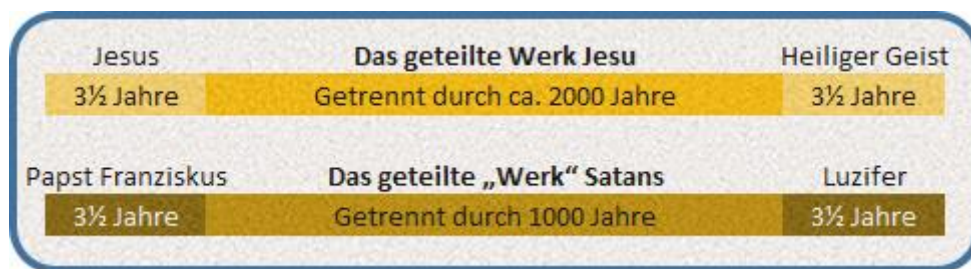 Jesus Das geteilte Werk Jesu Heiliger Geist
3½ Jahre Getrennt durch ca. 2000 Jahre 3½ Jahre
Papst Franziskus Das geteilte „Werk“ Satans Luzifer
3½ Jahre Getrennt durch 1000 Jahre 3½ Jahre